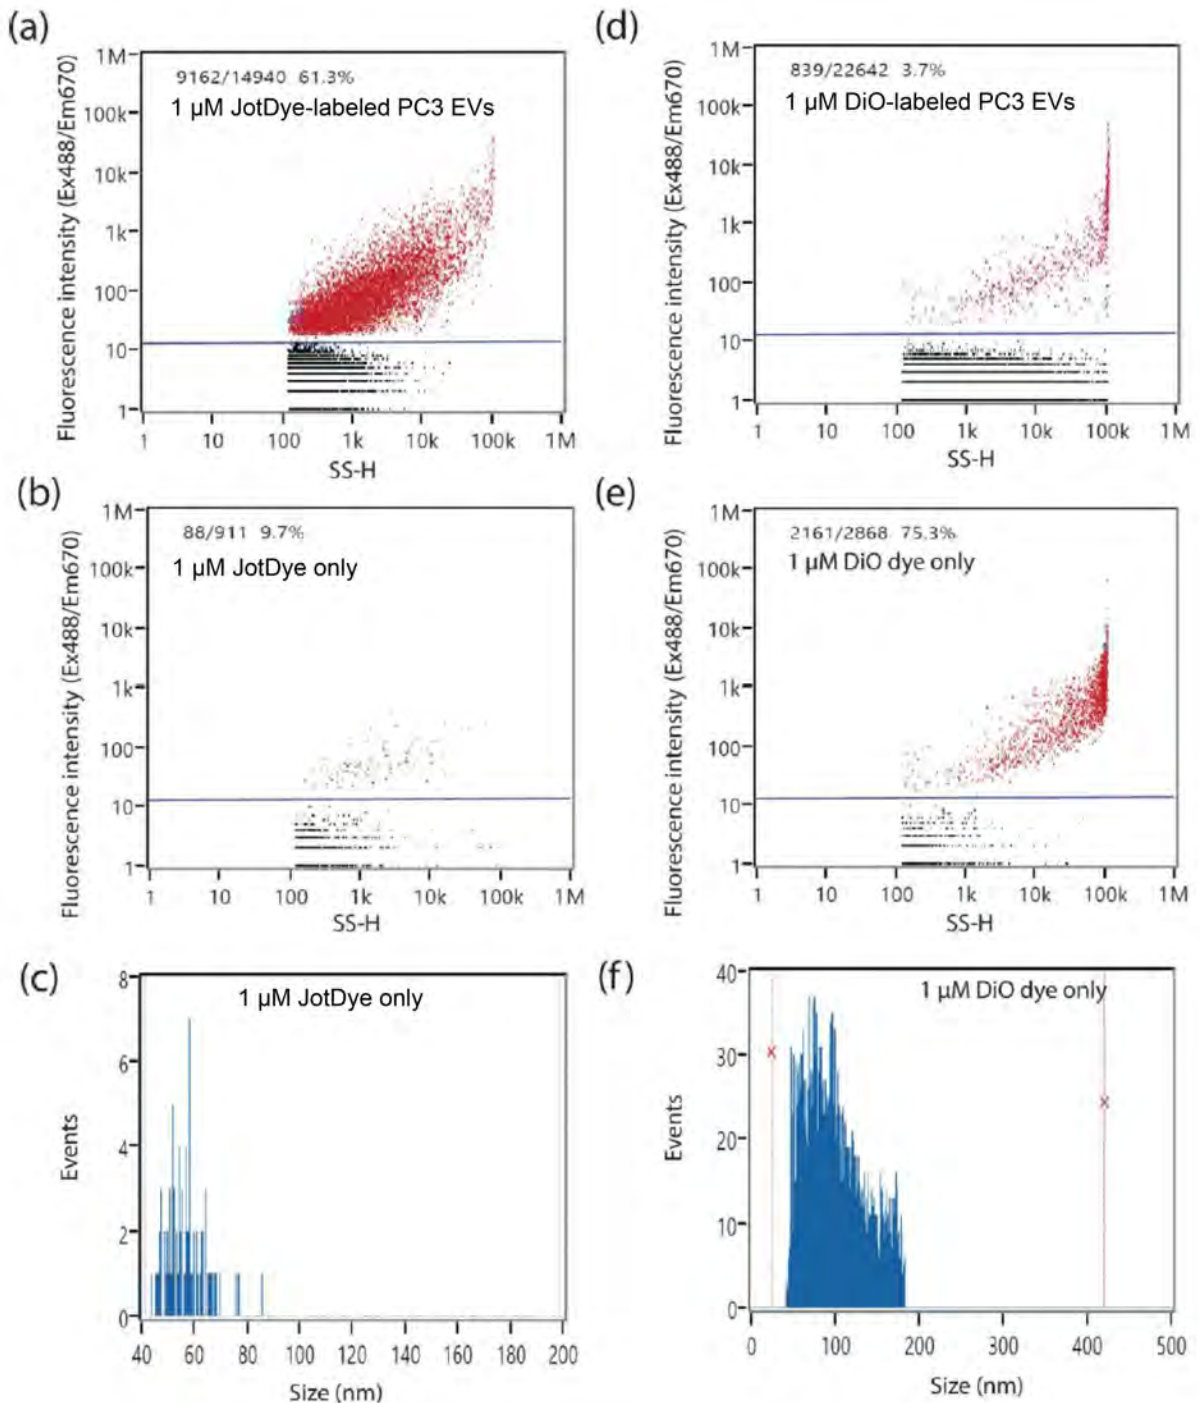 (a)
9162/14940 61.3%
1 µM JotDye-labeled PC3 EVs
Fluorescence intensity (Ex488/Em670)
1M
100k
10k
1k
100
10
1
1 10 100 1k 10k 100k 1M
SS-H
(d)
839/22642 3.7%
1 µM DiO-labeled PC3 EVs
Fluorescence intensity (Ex488/Em670)
1M
100k
10k
1k
100
10
1
1 10 100 1k 10k 100k 1M
SS-H
(b)
88/911 9.7%
1 µM JotDye only
Fluorescence intensity (Ex488/Em670)
1M
100k
10k
1k
100
10
1
1 10 100 1k 10k 100k 1M
SS-H
(e)
2161/2868 75.3%
1 µM DiO dye only
Fluorescence intensity (Ex488/Em670)
1M
100k
10k
1k
100
10
1
1 10 100 1k 10k 100k 1M
SS-H
(c)
1 µM JotDye only
Events
8
6
4
2
0
40 60 80 100 120 140 160 180 200
Size (nm)
(f)
1 µM DiO dye only
Events
40
30
20
10
0
0 100 200 300 400 500
Size (nm)